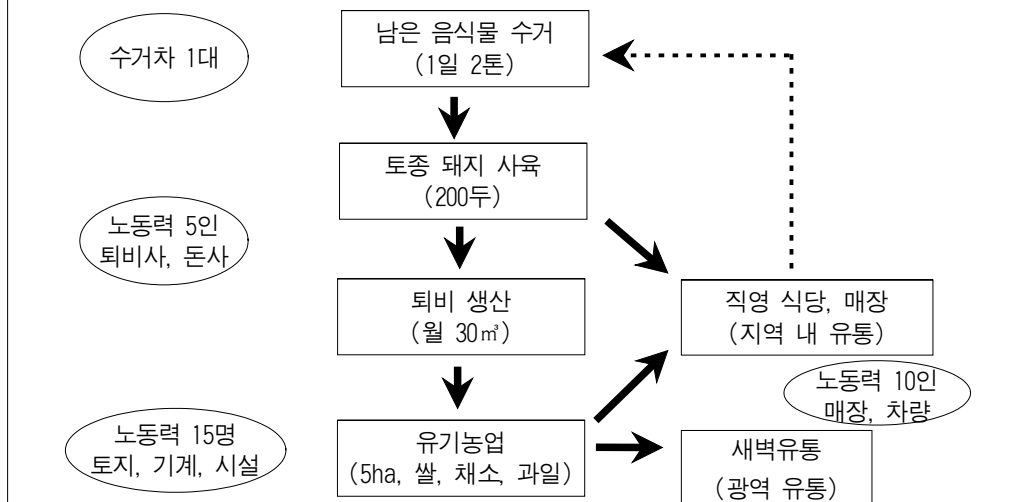 수거차 1대
남은 음식물 수거
(1일 2톤)
토종 돼지 사육
(200두)
노동력 5인
퇴비사, 돈사
퇴비 생산
(월 30㎥)
직영 식당, 매장
(지역 내 유통)
노동력 10인
매장, 차량
노동력 15명
토지, 기계, 시설
유기농업
(5ha, 쌀, 채소, 과일)
새벽유통
(광역 유통)